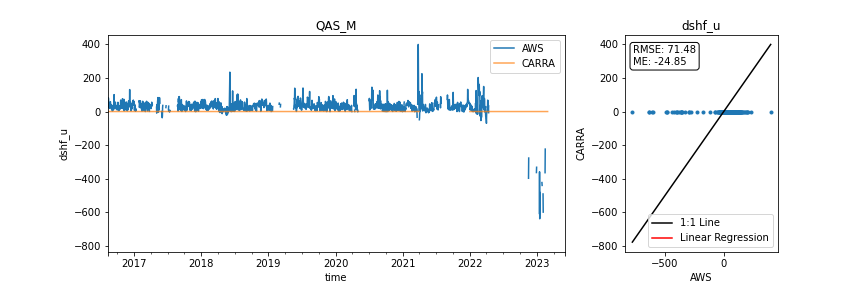 QAS_M
dshf_u
400
200
0
−200
−400
−600
−800
dshf_u
AWS
CARRA
2017
2018
2019
2020
2021
2022
2023
time
RMSE: 71.48
ME: -24.85
400
200
0
−200
−400
−600
−800
CARRA
1:1 Line
Linear Regression
−500
0
AWS